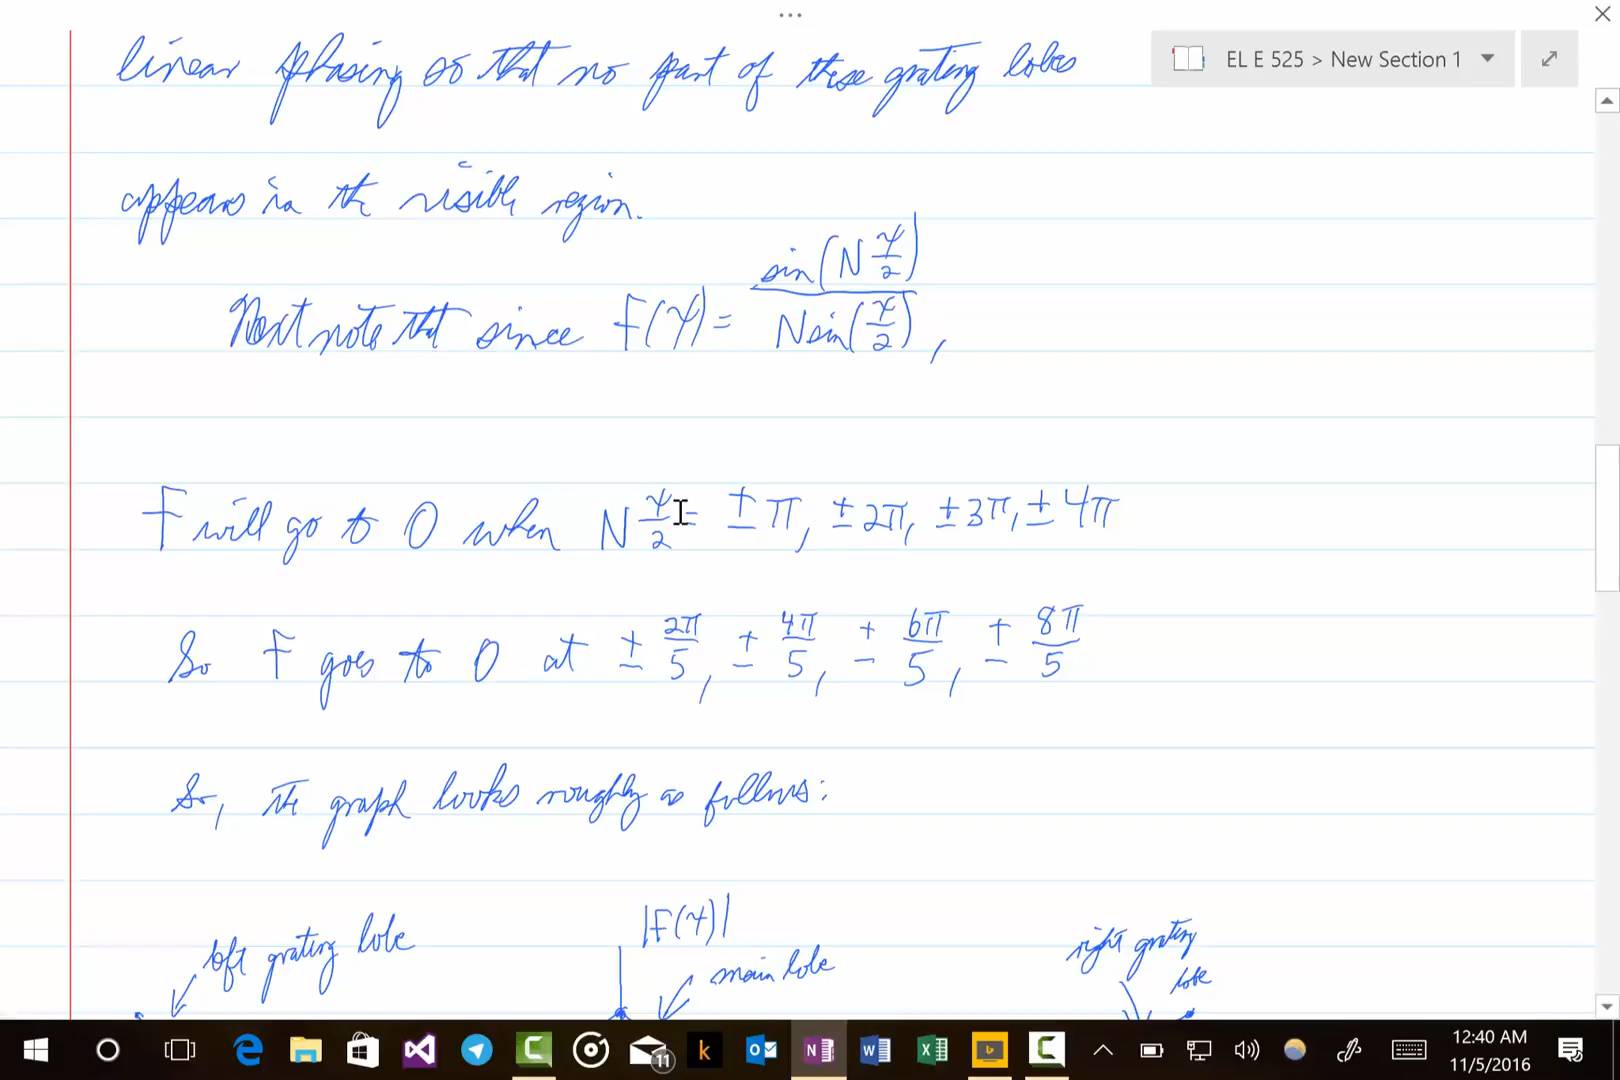 linear phasing so that no part of these grating lobes
EL E 525 > New Section 1
appears in the visible region.
Next note that since F(ψ) = sin(N ψ/2) / N sin(ψ/2) ,
F will go to 0 when N ψ/2 = ± π, ± 2π, ± 3π, ± 4π
So F goes to 0 at ± 2π/5 , ± 4π/5 , ± 6π/5 , ± 8π/5
So, the graph looks roughly as follows:
|F(ψ)|
left grating lobe
main lobe
right grating
lobe
11
12:40 AM
11/5/2016